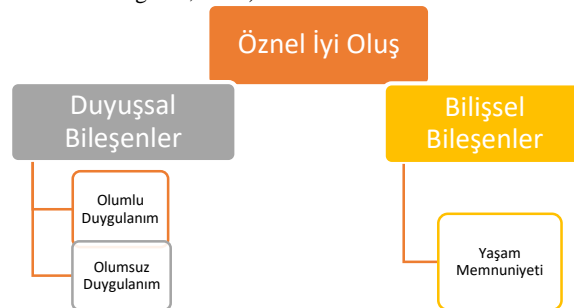 Öznel İyi Oluş
Duyuşsal
Bileşenler
Bilişsel
Bileşenler
Olumlu
Duygulanım
Olumsuz
Duygulanım
Yaşam
Memnuniyeti